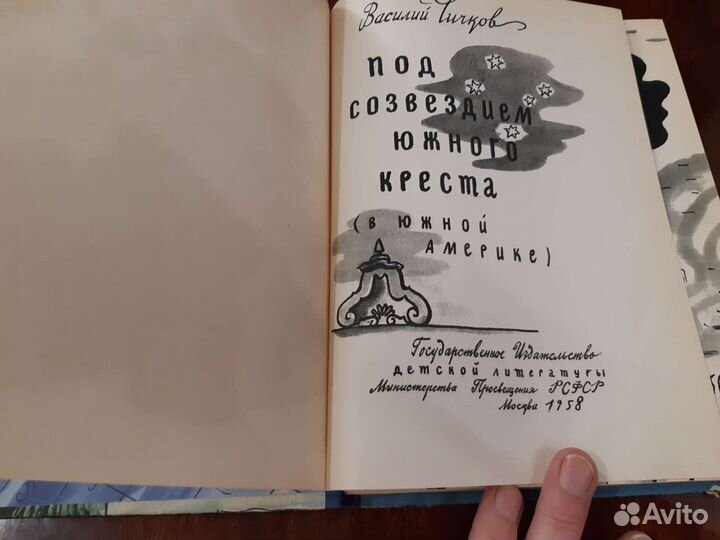 Василий Чичков
ПОД
СОЗВЕЗДИЕМ
ЮЖНОГО
КРЕСТА
(В ЮЖНОЙ
АМЕРИКЕ)
Государственное Издательство
детской литературы
Министерства Просвещения РСФСР
Москва 1958
Avito